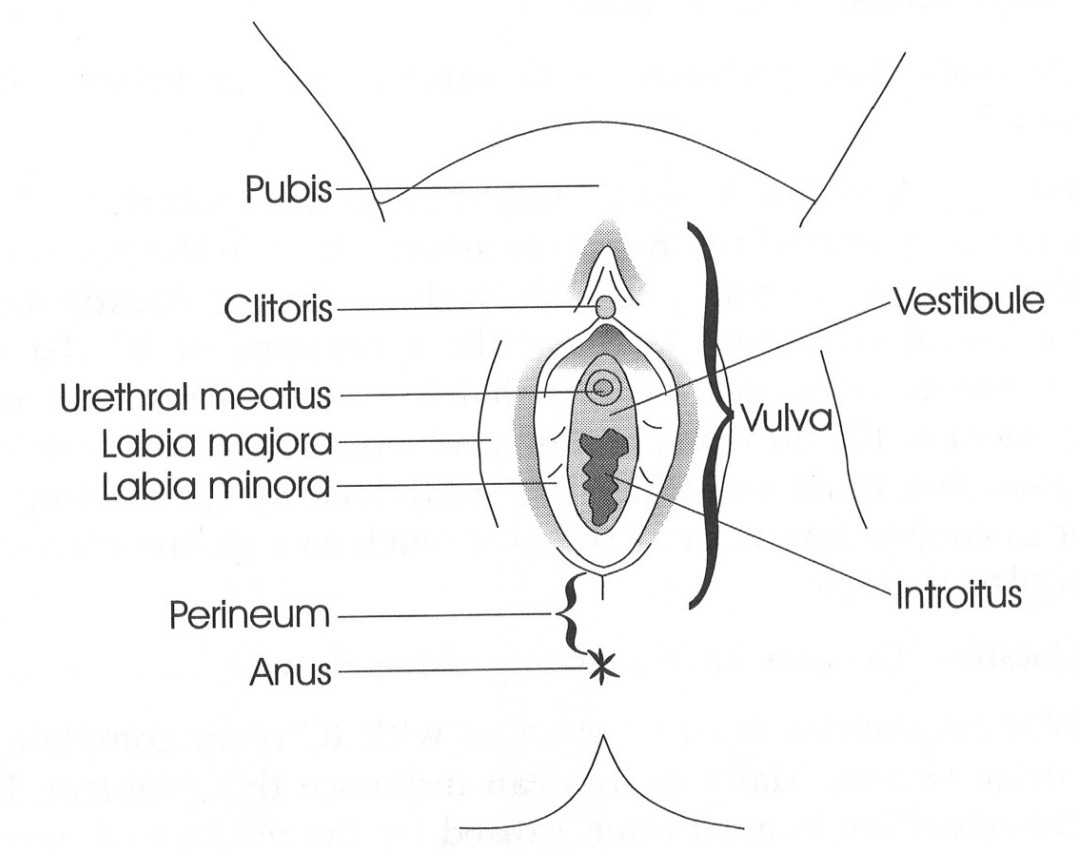 Pubis
Clitoris
Vestibule
Urethral meatus
Vulva
Labia majora
Labia minora
Introitus
Perineum
Anus